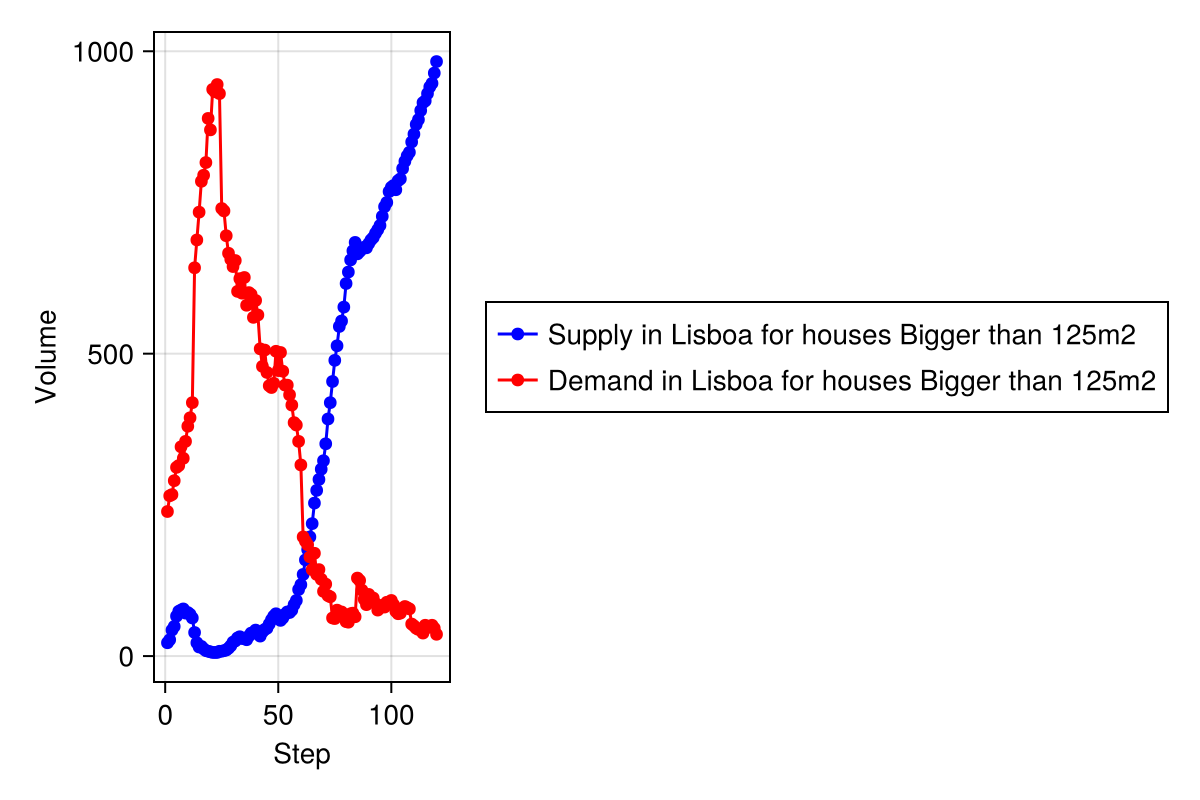 1000
500
0
Volume
0 50 100
Step
Supply in Lisboa for houses Bigger than 125m2
Demand in Lisboa for houses Bigger than 125m2